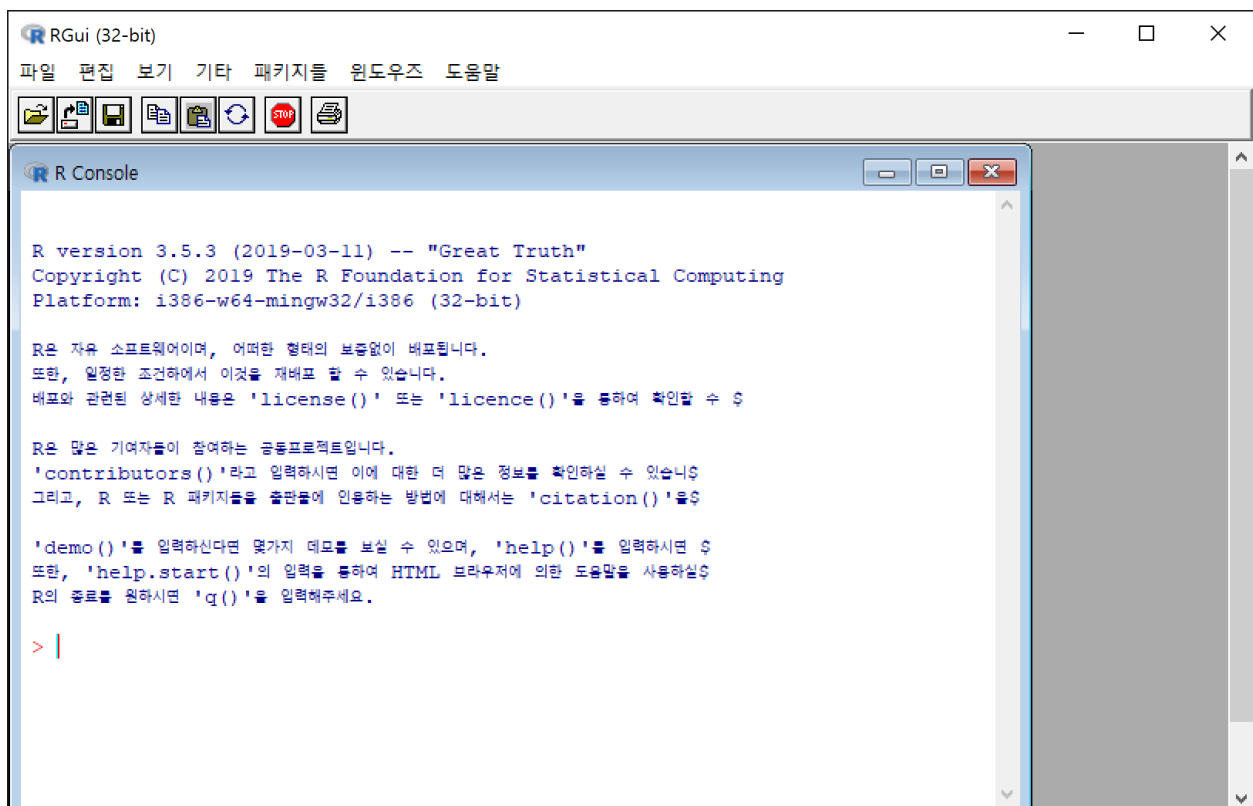 RGui (32-bit)
파일 편집 보기 기타 패키지들 윈도우즈 도움말
STOP
R Console
R version 3.5.3 (2019-03-11) -- "Great Truth"
Copyright (C) 2019 The R Foundation for Statistical Computing
Platform: i386-w64-mingw32/i386 (32-bit)
R은 자유 소프트웨어이며, 어떠한 형태의 보증없이 배포됩니다.
또한, 일정한 조건하에서 이것을 재배포 할 수 있습니다.
배포와 관련된 상세한 내용은 'license()' 또는 'licence()'을 통하여 확인할 수 $
R은 많은 기여자들이 참여하는 공동프로젝트입니다.
'contributors()'라고 입력하시면 이에 대한 더 많은 정보를 확인하실 수 있습니$
그리고, R 또는 R 패키지들을 출판물에 인용하는 방법에 대해서는 'citation()'을$
'demo()'를 입력하신다면 몇가지 데모를 보실 수 있으며, 'help()'를 입력하시면 $
또한, 'help.start()'의 입력을 통하여 HTML 브라우저에 의한 도움말을 사용하실$
R의 종료를 원하시면 'q()'을 입력해주세요.
>